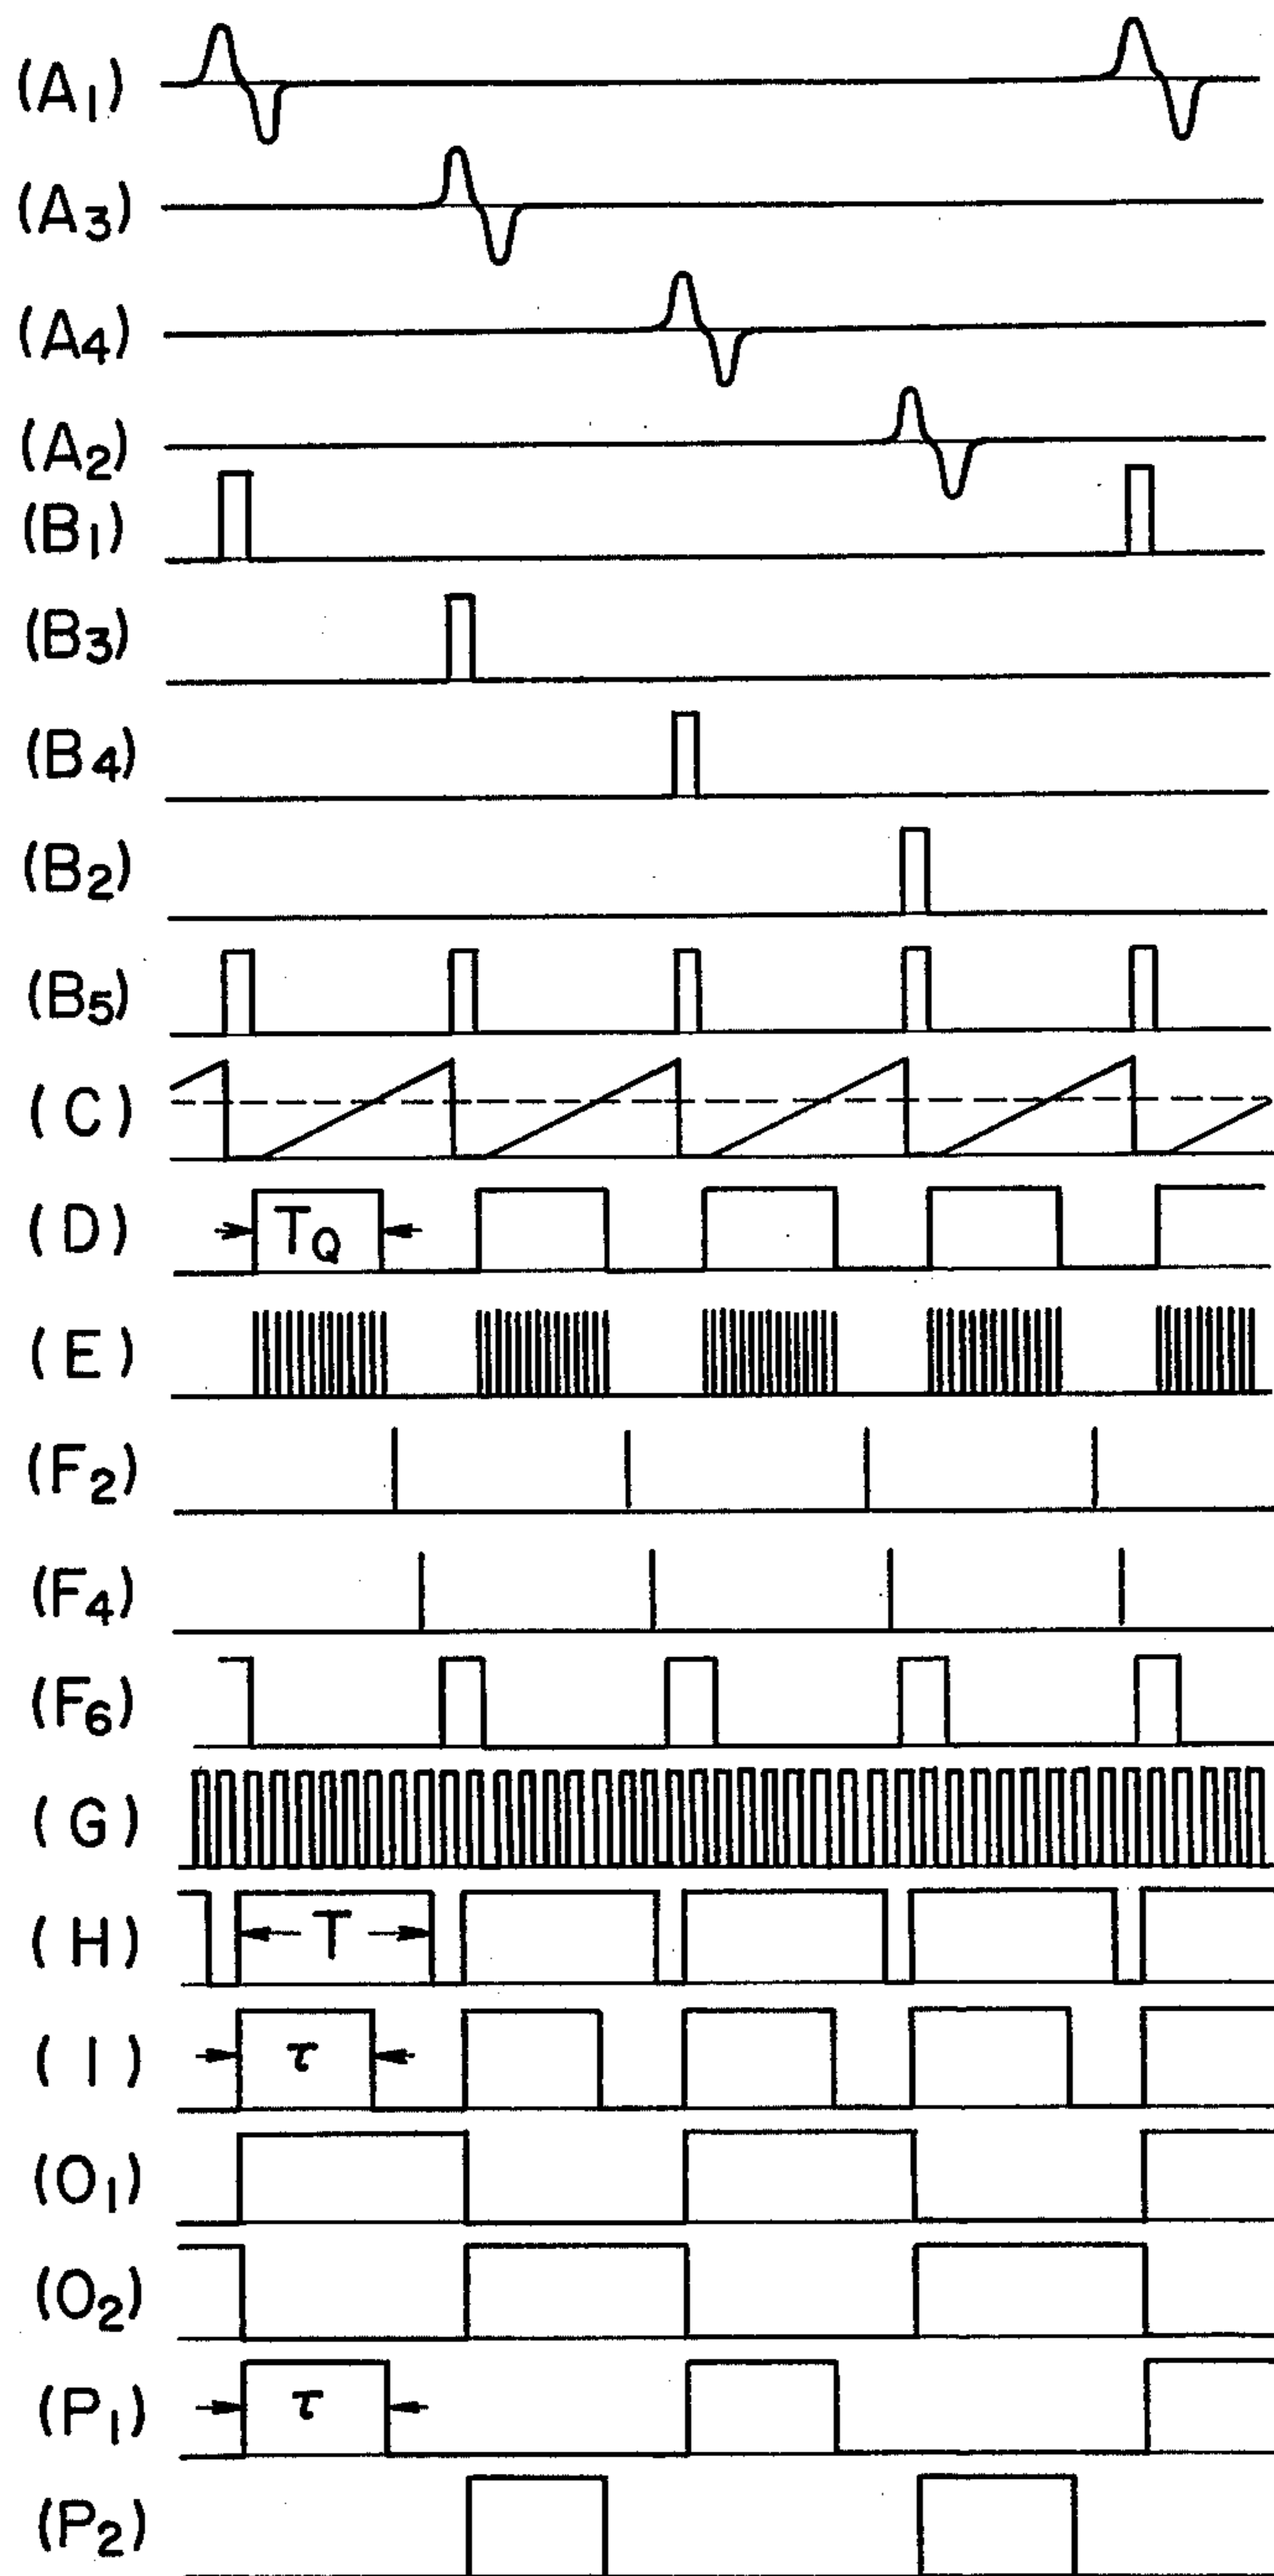 (A1)
(A3)
(A4)
(A2)
(B1)
(B3)
(B4)
(B2)
(B5)
(C)
(D) TQ
(E)
(F2)
(F4)
(F6)
(G)
(H) T
(I) τ
(O1)
(O2)
(P1) τ
(P2)